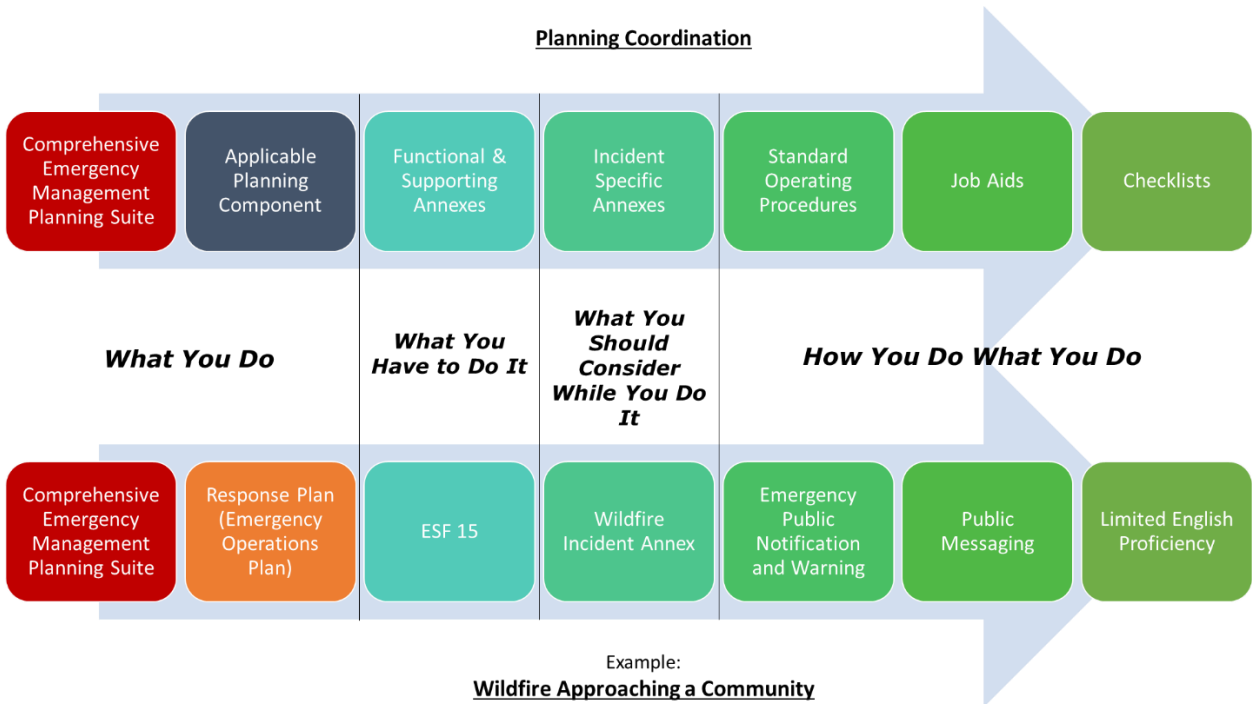 Planning Coordination
Comprehensive
Emergency
Management
Planning Suite
Applicable
Planning
Component
Functional &
Supporting
Annexes
Incident
Specific
Annexes
Standard
Operating
Procedures
Job Aids
Checklists
What You Do
What You
Have to Do It
What You
Should
Consider
While You Do
It
How You Do What You Do
Comprehensive
Emergency
Management
Planning Suite
Response Plan
(Emergency
Operations
Plan)
ESF 15
Wildfire
Incident Annex
Emergency
Public
Notification
and Warning
Public
Messaging
Limited English
Proficiency
Example:
Wildfire Approaching a Community